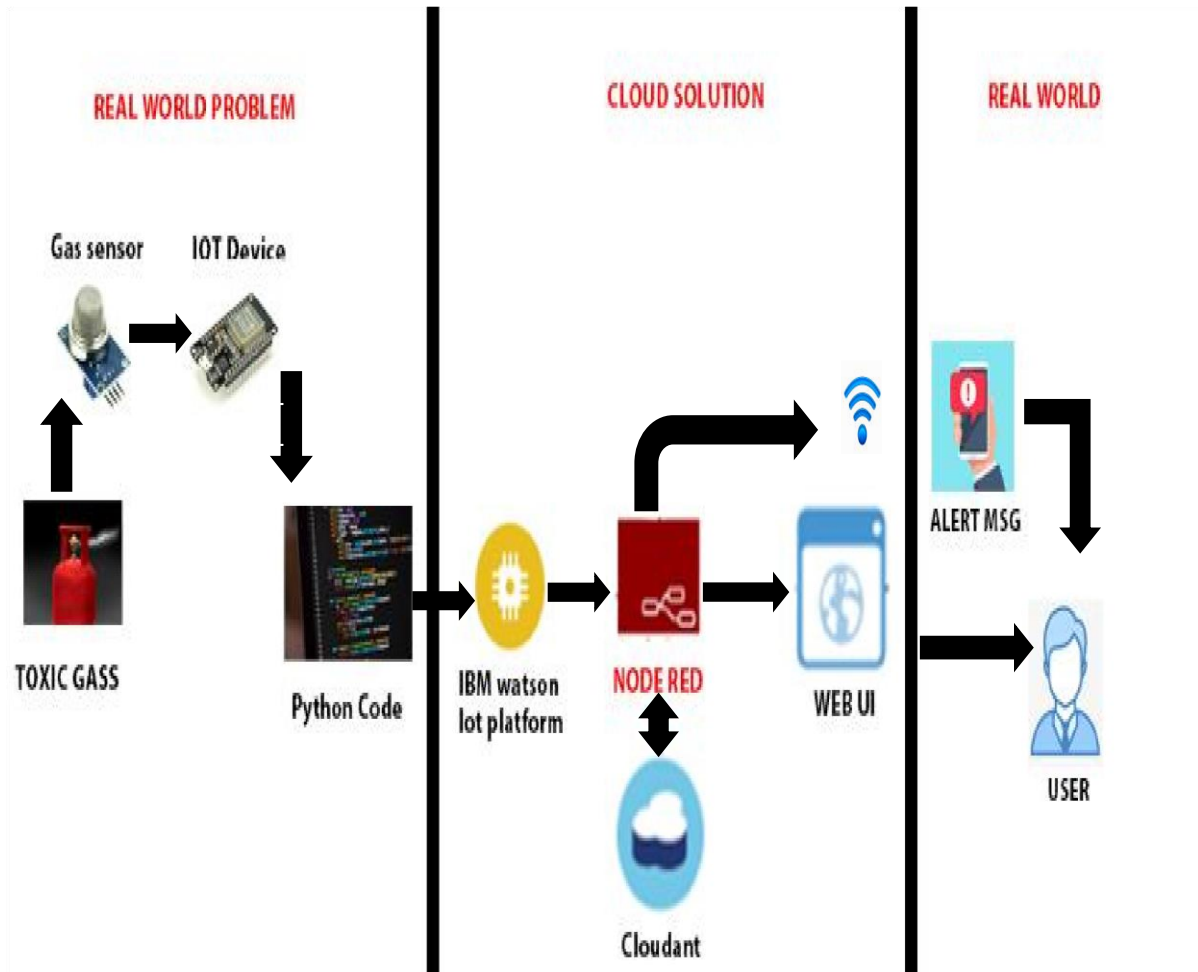 REAL WORLD PROBLEM
CLOUD SOLUTION
REAL WORLD
Gas sensor
IOT Device
TOXIC GASS
Python Code
IBM watson
Iot platform
NODE RED
Cloudant
WEB UI
ALERT MSG
USER